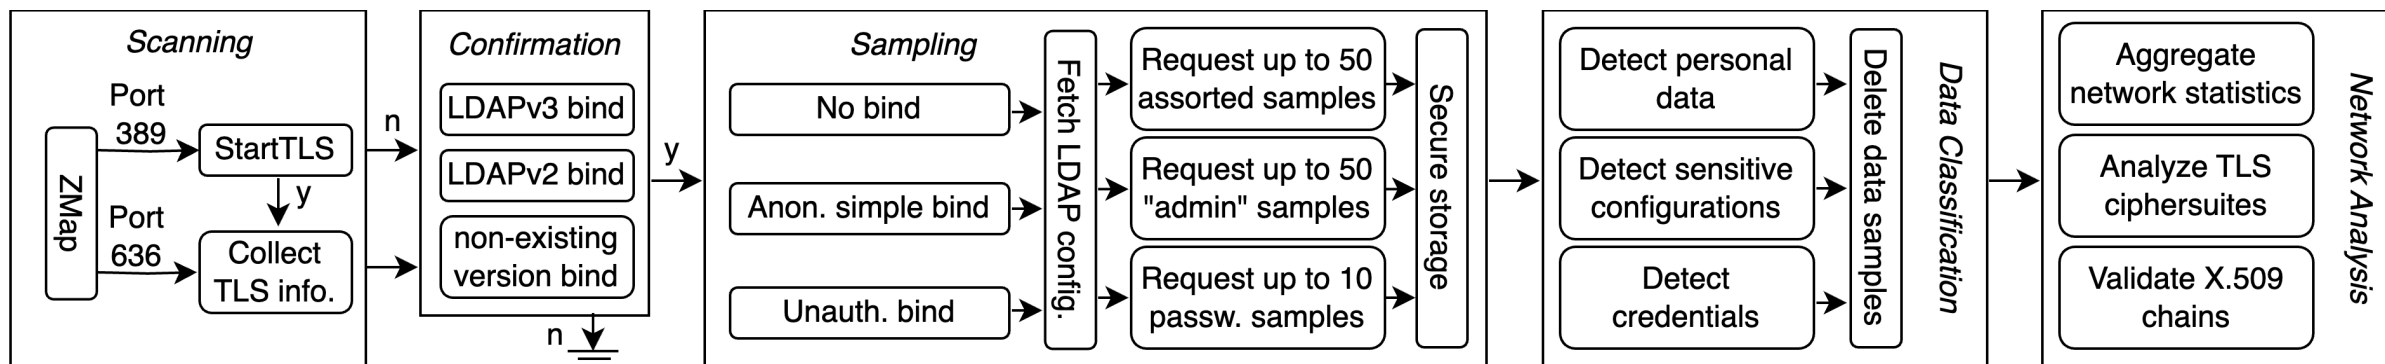 Scanning
Port
389
ZMap
StartTLS
n
y
Port
636
Collect
TLS info.
Confirmation
LDAPv3 bind
LDAPv2 bind
non-existing
version bind
n
y
Sampling
No bind
Anon. simple bind
Unauth. bind
Fetch LDAP config.
Request up to 50
assorted samples
Request up to 50
"admin" samples
Request up to 10
passw. samples
Secure storage
Detect personal
data
Detect sensitive
configurations
Detect
credentials
Delete data samples
Data Classification
Aggregate
network statistics
Analyze TLS
ciphersuites
Validate X.509
chains
Network Analysis